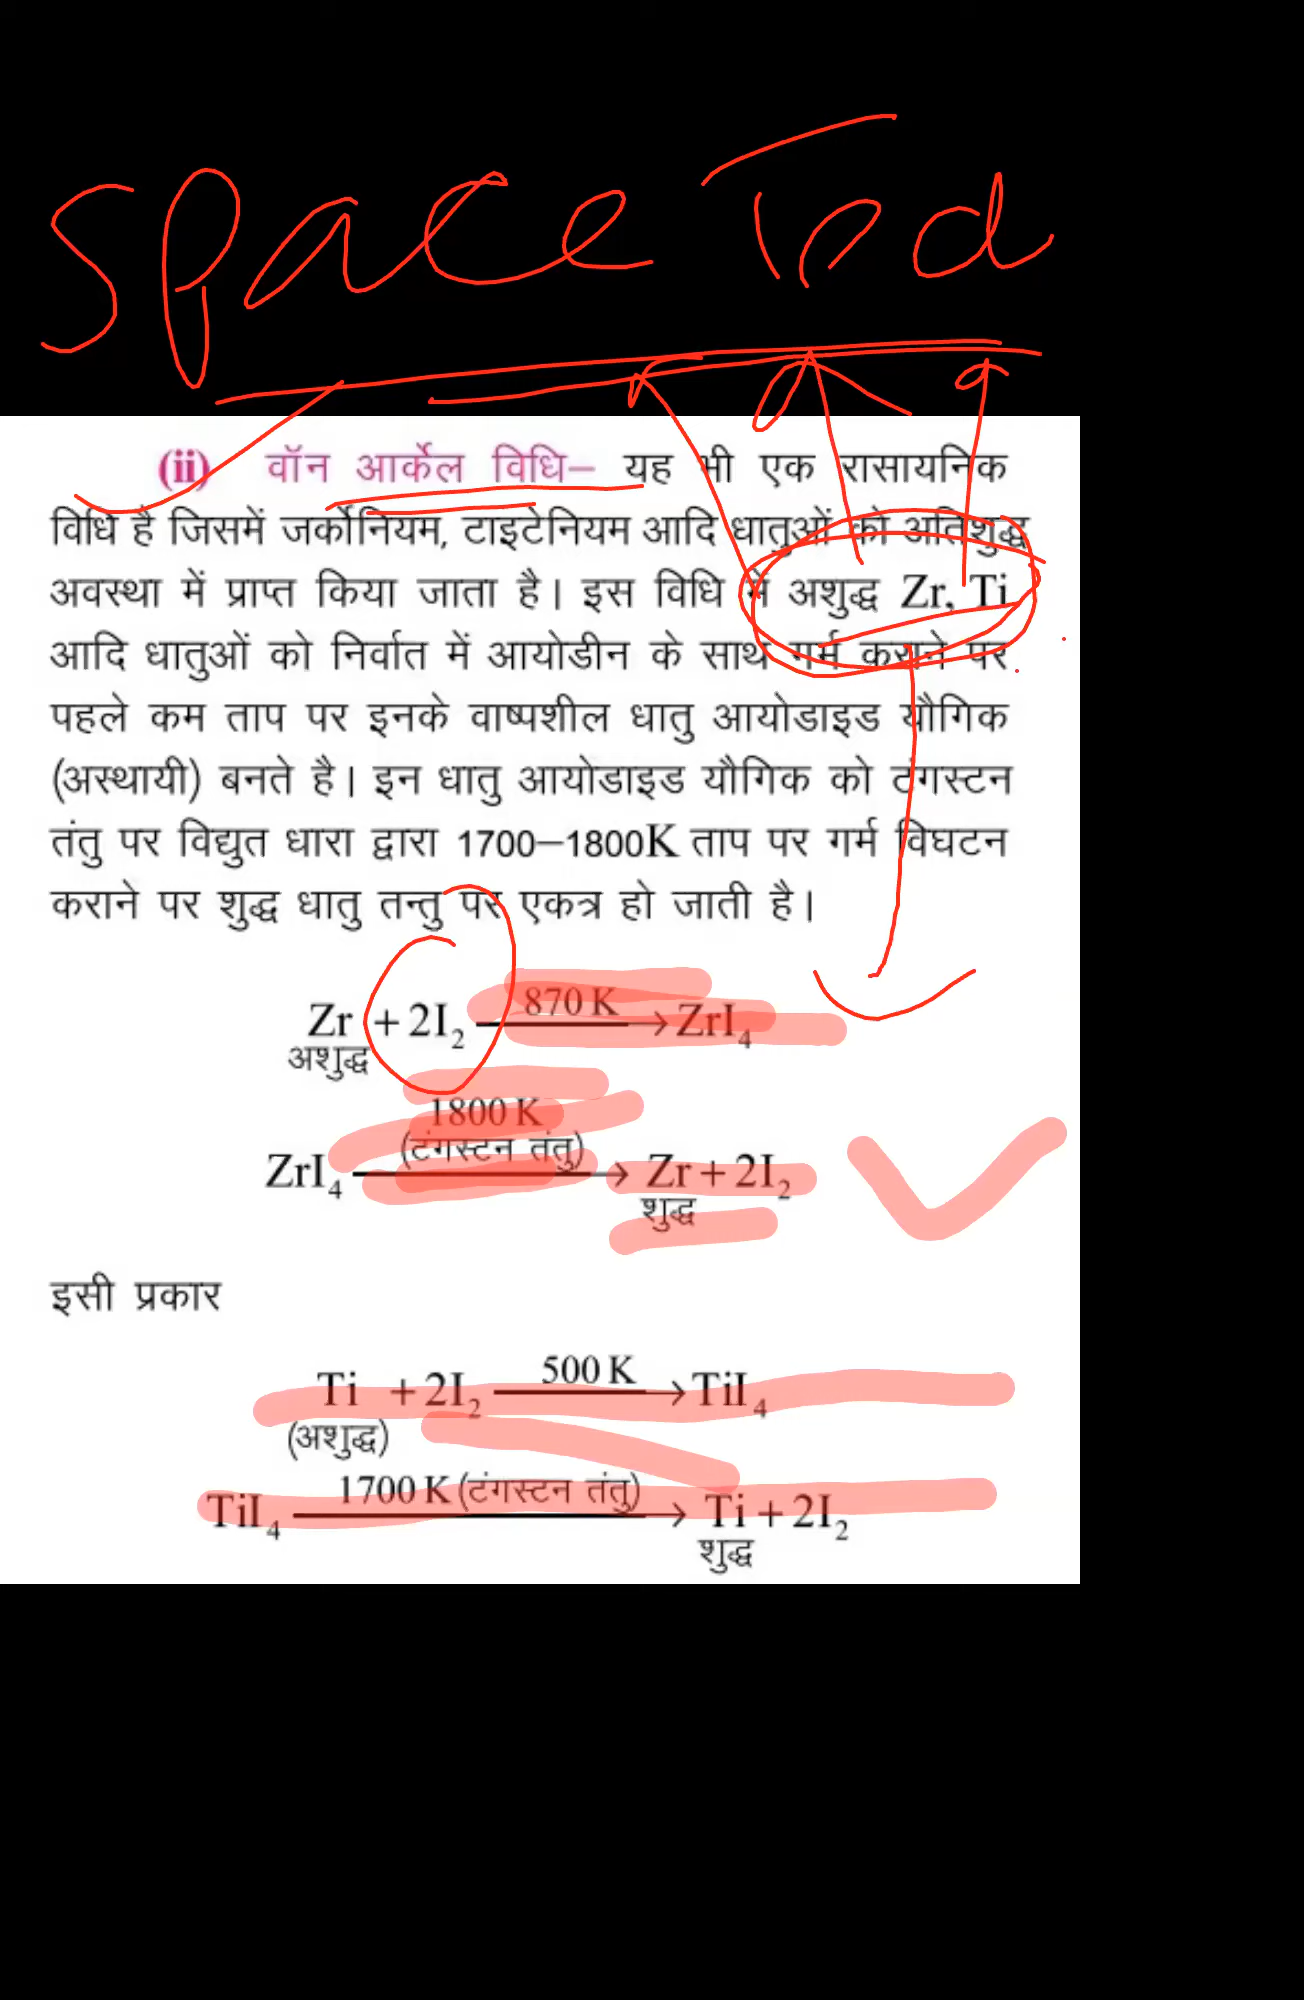 space
(ii) वॉन आर्केल विधि– यह भी एक रासायनिक
विधि है जिसमें जर्कोनियम, टाइटेनियम आदि धातुओं को अतिशुद्ध
अवस्था में प्राप्त किया जाता है। इस विधि में अशुद्ध Zr, Ti
आदि धातुओं को निर्वात में आयोडीन के साथ गर्म कराने पर
पहले कम ताप पर इनके वाष्पशील धातु आयोडाइड यौगिक
(अस्थायी) बनते है। इन धातु आयोडाइड यौगिक को टंगस्टन
तंतु पर विद्युत धारा द्वारा 1700–1800K ताप पर गर्म विघटन
कराने पर शुद्ध धातु तन्तु पर एकत्र हो जाती है।
870 K
Zr + 2I₂ ⟶ ZrI₄
अशुद्ध
1800 K
(टंगस्टन तंतु)
ZrI₄ ⟶ Zr + 2I₂
शुद्ध
इसी प्रकार
500 K
Ti + 2I₂ ⟶ TiI₄
(अशुद्ध)
1700 K (टंगस्टन तंतु)
TiI₄ ⟶ Ti + 2I₂
शुद्ध